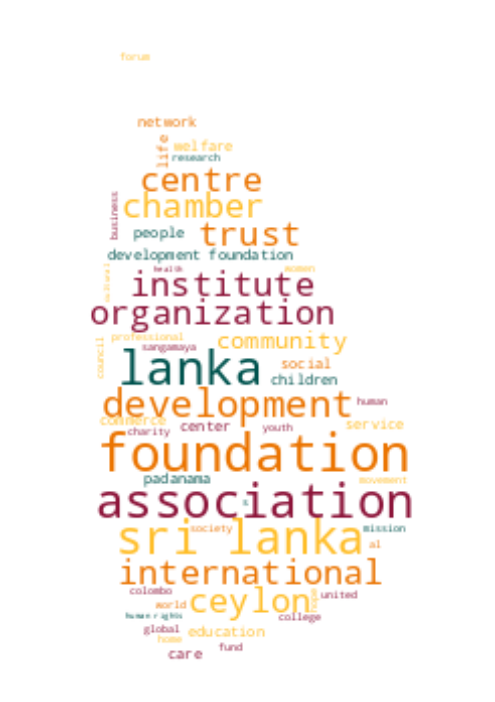 forum
network
life
welfare
research
centre
business
chamber
people
trust
development foundation
health
women
institute
organization
professional
community
council
sangamaya
lanka
social
children
development
human
commerce
charity
center
youth
service
foundation
padanama
movement
association
s
society
sri lanka
mission
al
international
colombo
world
ceylon
hope
united
human rights
college
global
education
home
fund
care